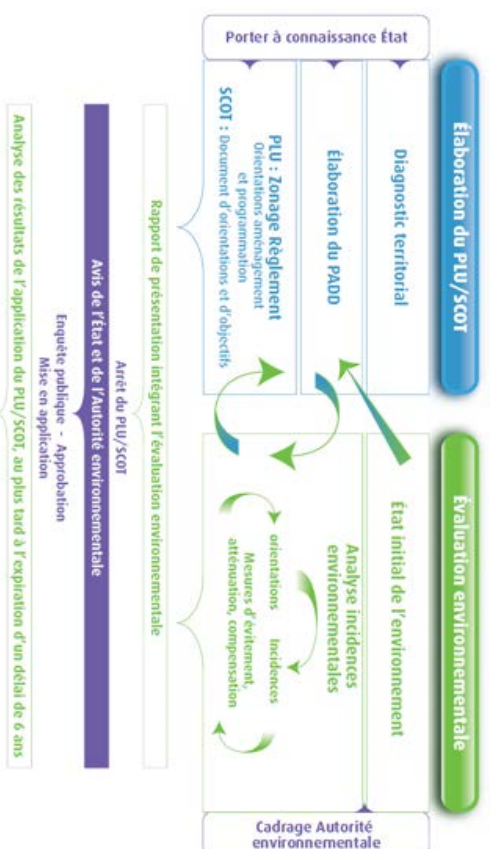 Élaboration du PLU/SCOT
Évaluation environnementale
Porter à connaissance État
Diagnostic territorial
Élaboration du PADD
PLU : Zonage Règlement
Orientations aménagement
et programmation
SCOT : Document d'orientations et d'objectifs
État initial de l'environnement
Analyse incidences
environnementales
orientations
Incidences
Mesures d'évitement,
atténuation, compensation
Cadrage Autorité
environnementale
Rapport de présentation intégrant l'évaluation environnementale
Arrêt du PLU/SCOT
Avis de l'État et de l'Autorité environnementale
Enquête publique - Approbation
Mise en application
Analyse des résultats de l'application du PLU/SCOT, au plus tard à l'expiration d'un délai de 6 ans